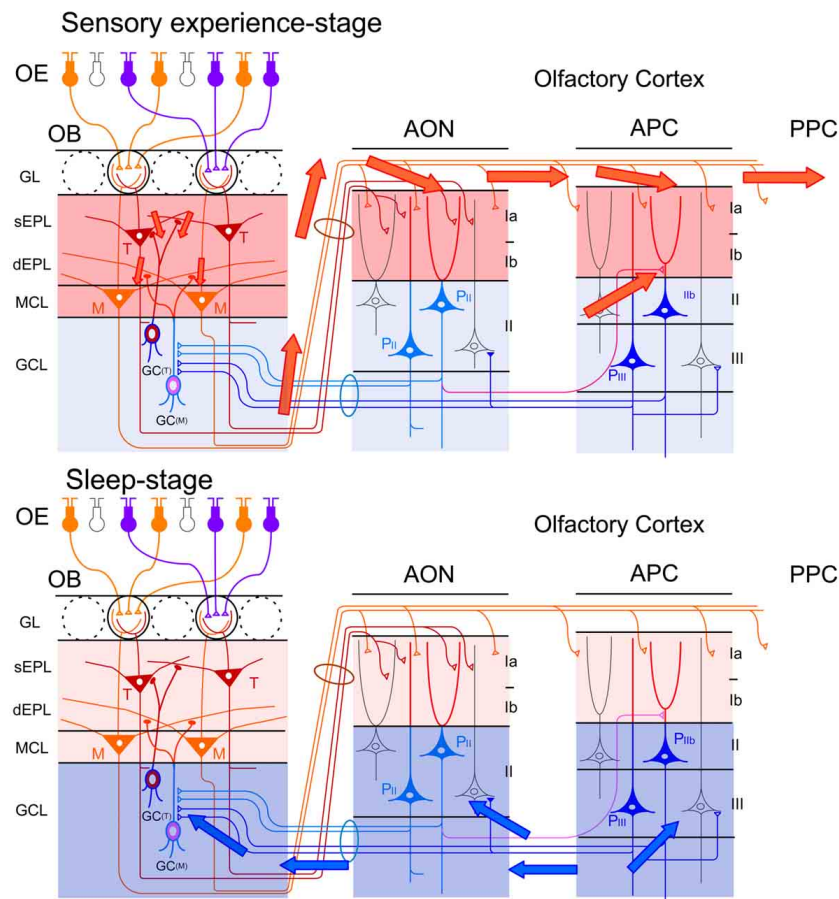 Sensory experience-stage
OE
Olfactory Cortex
OB
AON
APC
PPC
GL
sEPL
T
T
Ia
Ib
dEPL
MCL
M
M
PII
IIb
II
II
GCL
GC(T)
PII
PIII
III
GC(M)
Sleep-stage
OE
Olfactory Cortex
OB
AON
APC
PPC
GL
sEPL
T
T
Ia
Ib
dEPL
MCL
M
M
PII
PIIb
II
II
GCL
GC(T)
PII
PIII
III
GC(M)